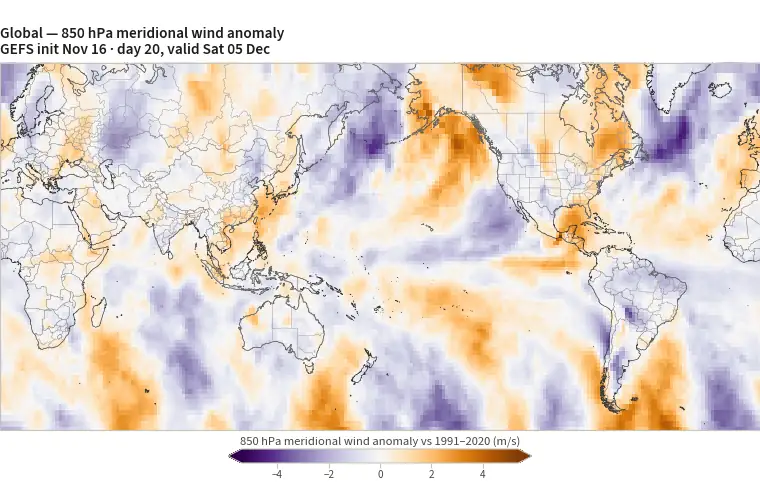 Global — 850 hPa meridional wind anomaly
GEFS init Nov 16 · day 20, valid Sat 05 Dec
850 hPa meridional wind anomaly vs 1991–2020 (m/s)
−4 −2 0 2 4